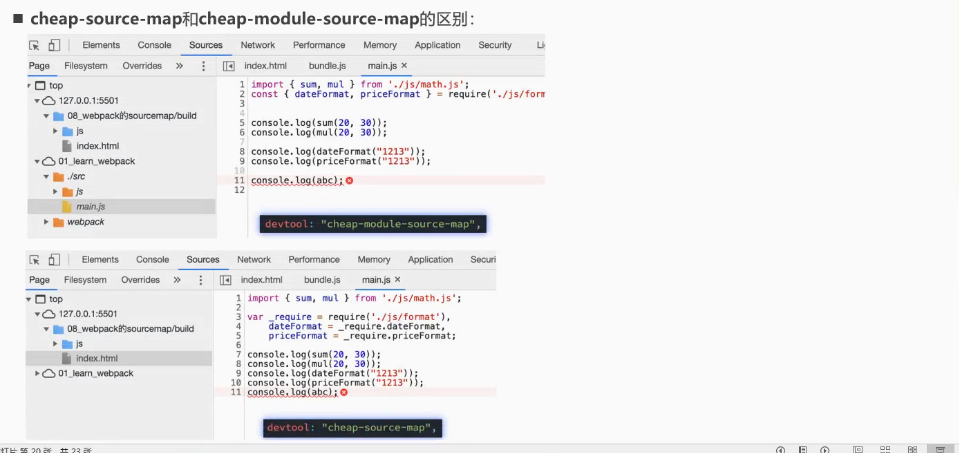 ■ cheap-source-map和cheap-module-source-map的区别：
Elements Console Sources Network Performance Memory Application Security
Page Filesystem Overrides » index.html bundle.js main.js ×
top
127.0.0.1:5501
08_webpack的sourcemap/build
js
index.html
01_learn_webpack
./src
js
main.js
webpack
1 import { sum, mul } from './js/math.js';
2 const { dateFormat, priceFormat } = require('./js/form
3
4
5 console.log(sum(20, 30));
6 console.log(mul(20, 30));
7
8 console.log(dateFormat("1213"));
9 console.log(priceFormat("1213"));
10
11 console.log(abc);
12
devtool: "cheap-module-source-map",
Elements Console Sources Network Performance Memory Application Securi
Page Filesystem Overrides » index.html bundle.js main.js ×
top
127.0.0.1:5501
08_webpack的sourcemap/build
js
index.html
01_learn_webpack
1 import { sum, mul } from './js/math.js';
2
3 var _require = require('./js/format'),
4 dateFormat = _require.dateFormat,
5 priceFormat = _require.priceFormat;
6
7 console.log(sum(20, 30));
8 console.log(mul(20, 30));
9 console.log(dateFormat("1213"));
10 console.log(priceFormat("1213"));
11 console.log(abc);
devtool: "cheap-source-map",
灯片 第 20 张，共 23 张